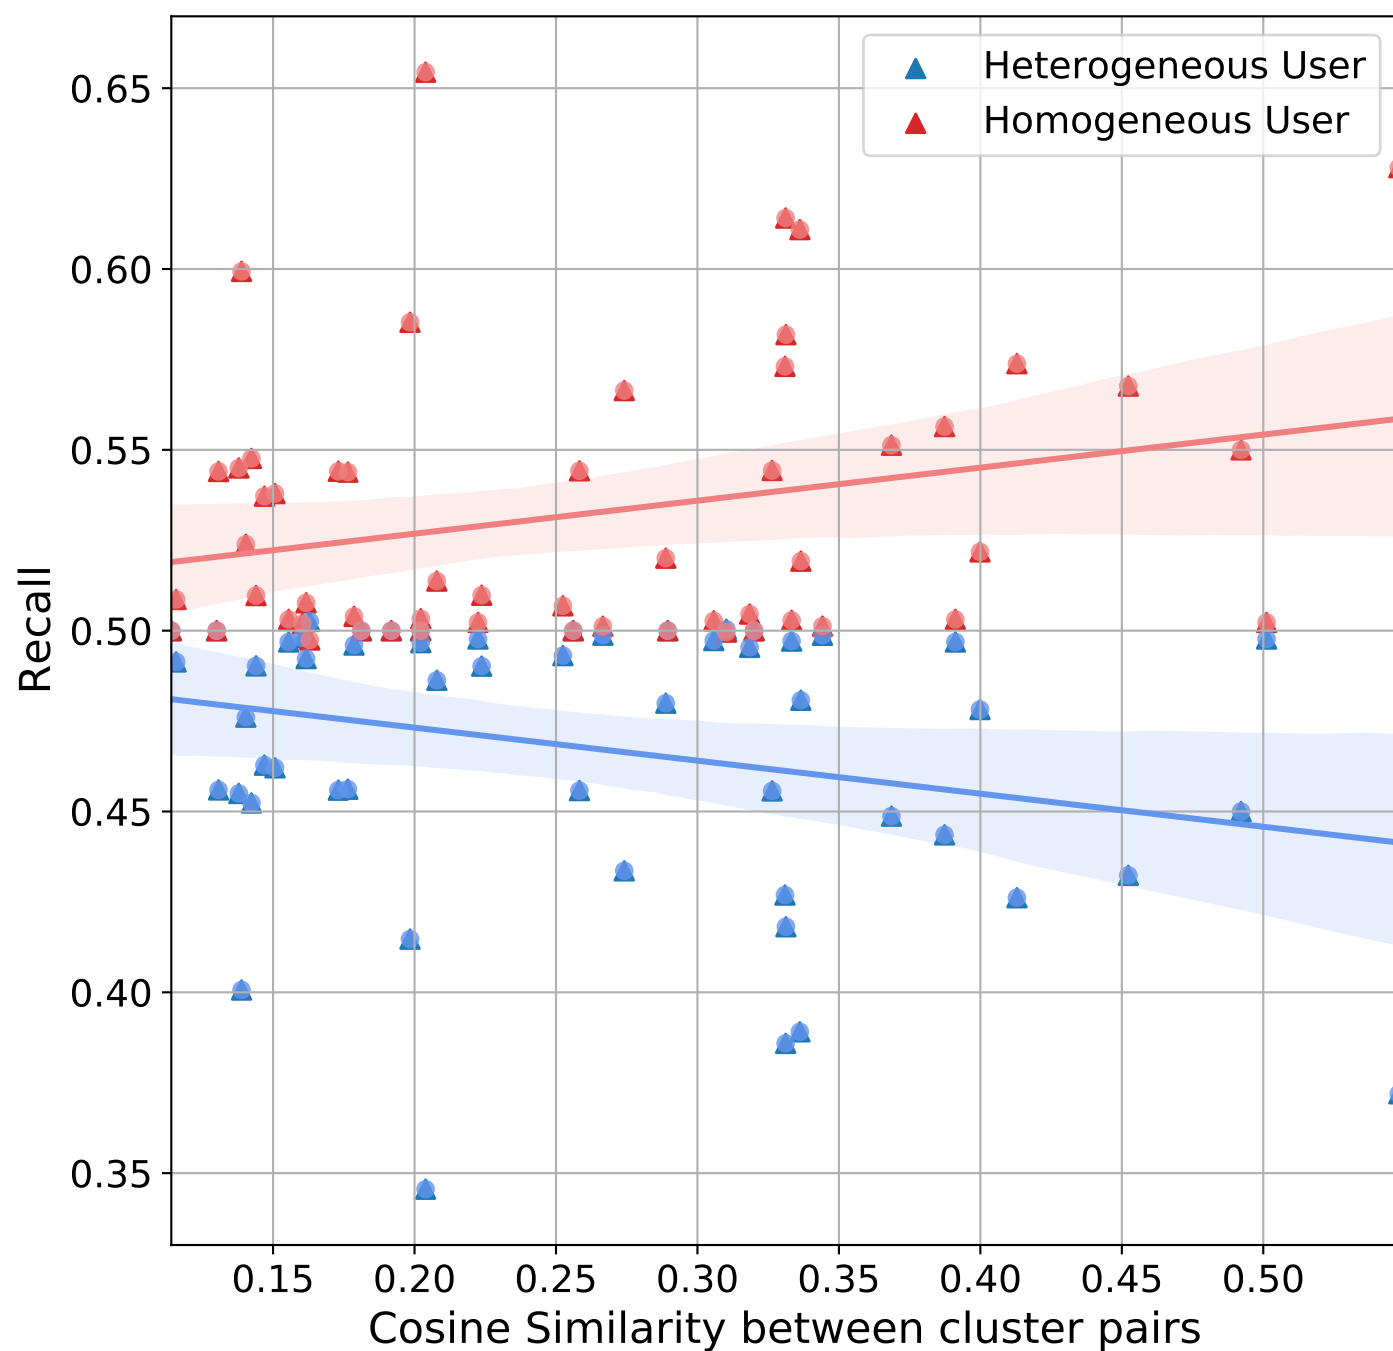 Heterogeneous User
Homogeneous User
0.65
0.60
0.55
0.50
0.45
0.40
0.35
Recall
0.15 0.20 0.25 0.30 0.35 0.40 0.45 0.50
Cosine Similarity between cluster pairs